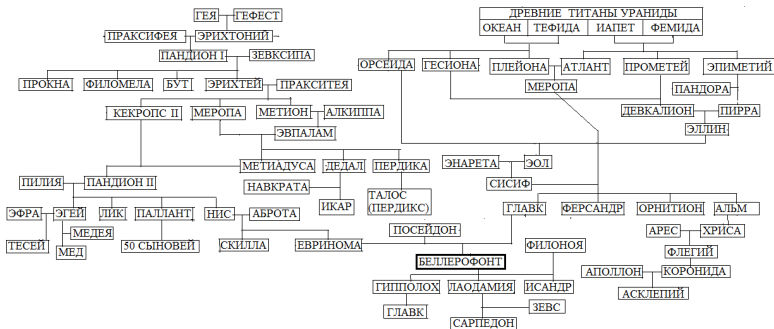 ГЕЯ ГЕФЕСТ
ДРЕВНИЕ ТИТАНЫ УРАНИДЫ
ОКЕАН ТЕФИДА ИАПЕТ ФЕМИДА
ПРАКСИФЕЯ ЭРИХТОНИЙ
ПАНДИОН I ЗЕВКСИПА
ОРСЕИДА ГЕСИОНА ПЛЕЙОНА АТЛАНТ ПРОМЕТЕЙ ЭПИМЕТИЙ
ПРОКНА ФИЛОМЕЛА БУТ ЭРИХТЕЙ ПРАКСИТЕЯ
МЕРОПА ПАНДОРА
КЕКРОПС II МЕРОПА МЕТИОН АЛКИППА
ДЕВКАЛИОН ПИРРА
ЭВПАЛАМ
ЭЛЛИН
МЕТИАДУСА ДЕДАЛ ПЕРДИКА ЭНАРЕТА ЭОЛ
ПИЛИЯ ПАНДИОН II
СИСИФ
НАВКРАТА ТАЛОС
(ПЕРДИКС)
ИКАР
ЭФРА ЭГЕЙ ЛИК ПАЛЛАНТ НИС АБРОТА
ГЛАВК ФЕРСАНДР ОРНИТИОН АЛЬМ
ПОСЕЙДОН
МЕДЕЯ
АРЕС ХРИСА
ТЕСЕЙ МЕД 50 СЫНОВЕЙ СКИЛЛА ЕВРИНОМА ФИЛОНОЯ
ФЛЕГИЙ
БЕЛЛЕРОФОНТ
АПОЛЛОН КОРОНИДА
ГИППОЛОХ ЛАОДАМИЯ ИСАНДР
АСКЛЕПИЙ
ГЛАВК ЗЕВС
САРПЕДОН